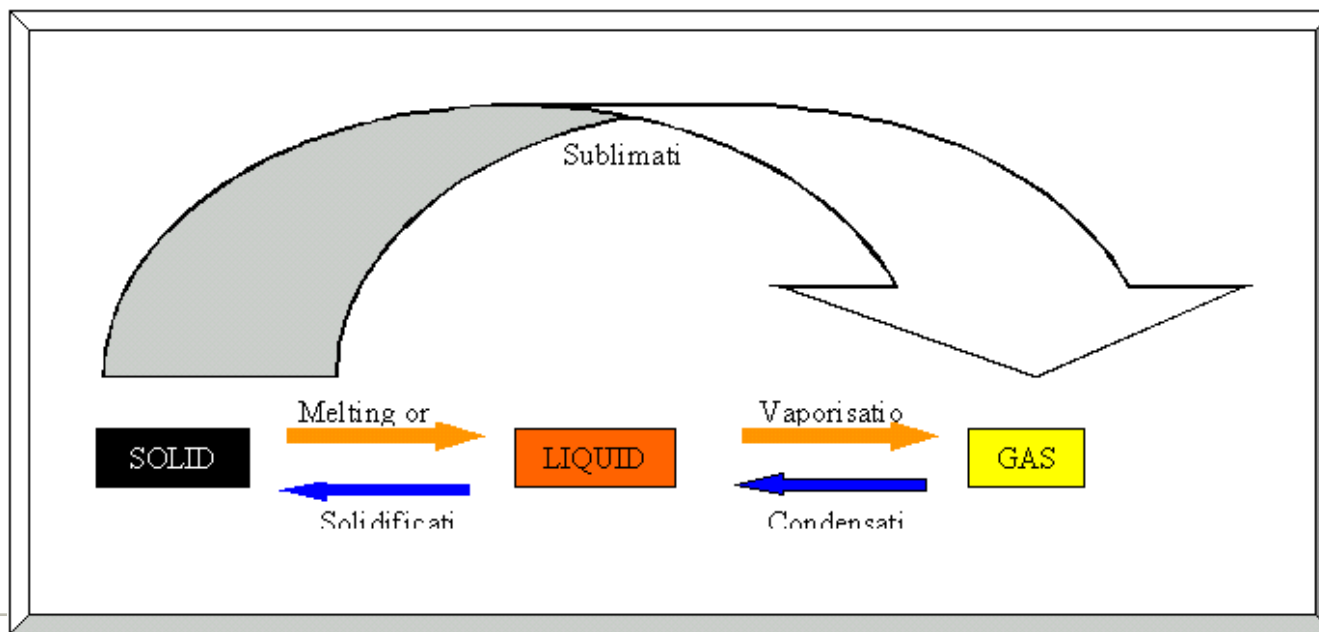 Sublimati
Melting or
Vaporisatio
SOLID
LIQUID
GAS
Solidificati
Condensati